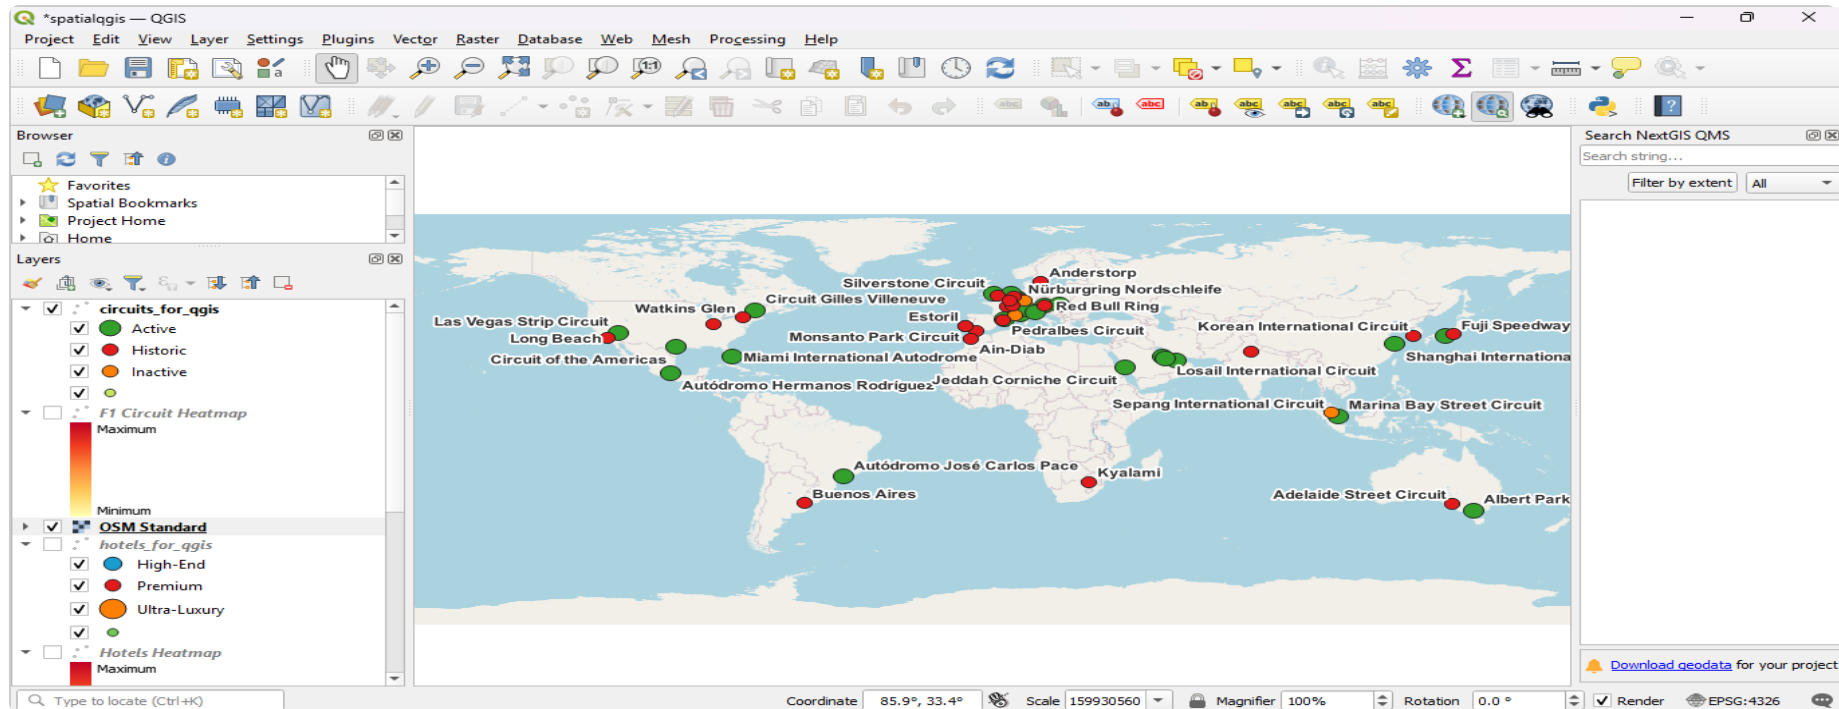 *spatialqgis — QGIS
Project Edit View Layer Settings Plugins Vector Raster Database Web Mesh Processing Help
Browser
Favorites
Spatial Bookmarks
Project Home
Home
Layers
circuits_for_qgis
Active
Historic
Inactive
F1 Circuit Heatmap
Maximum
Minimum
OSM Standard
hotels_for_qgis
High-End
Premium
Ultra-Luxury
Hotels Heatmap
Maximum
Anderstorp
Silverstone Circuit
Nürburgring Nordschleife
Circuit Gilles Villeneuve
Watkins Glen
Red Bull Ring
Estoril
Las Vegas Strip Circuit
Korean International Circuit
Fuji Speedway
Pedralbes Circuit
Long Beach
Monsanto Park Circuit
Ain-Diab
Circuit of the Americas
Miami International Autodrome
Shanghai Internationa
Losail International Circuit
Jeddah Corniche Circuit
Autódromo Hermanos Rodríguez
Sepang International Circuit
Marina Bay Street Circuit
Autódromo José Carlos Pace
Kyalami
Buenos Aires
Adelaide Street Circuit
Albert Park
Search NextGIS QMS
Search string...
Filter by extent All
Download geodata for your project
Type to locate (Ctrl+K)
Coordinate 85.9°, 33.4° Scale 159930560 Magnifier 100% Rotation 0.0 ° Render EPSG:4326